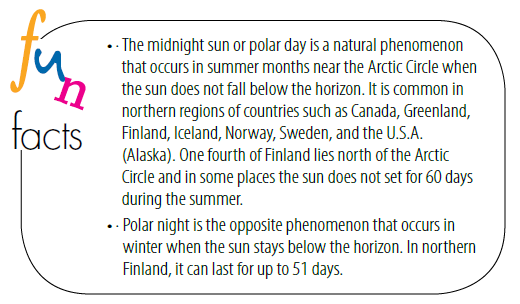 fun
facts
•· The midnight sun or polar day is a natural phenomenon
that occurs in summer months near the Arctic Circle when
the sun does not fall below the horizon. It is common in
northern regions of countries such as Canada, Greenland,
Finland, Iceland, Norway, Sweden, and the U.S.A.
(Alaska). One fourth of Finland lies north of the Arctic
Circle and in some places the sun does not set for 60 days
during the summer.
•· Polar night is the opposite phenomenon that occurs in
winter when the sun stays below the horizon. In northern
Finland, it can last for up to 51 days.